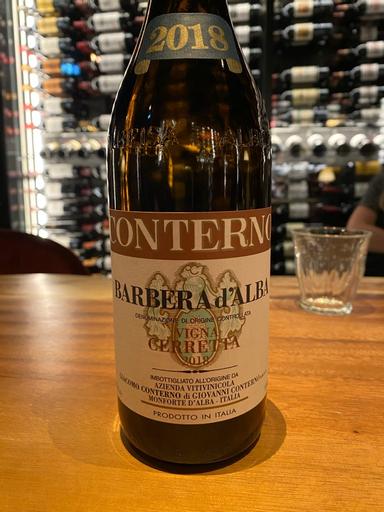 2018
CONTERNO
BARBERA d'ALBA
DENOMINAZIONE DI ORIGINE CONTROLLATA
VIGNA
CERRETTA
2018
IMBOTTIGLIATO ALL'ORIGINE DA
AZIENDA VITIVINICOLA
GIACOMO CONTERNO di GIOVANNI CONTERNO
MONFORTE D'ALBA - ITALIA
PRODOTTO IN ITALIA